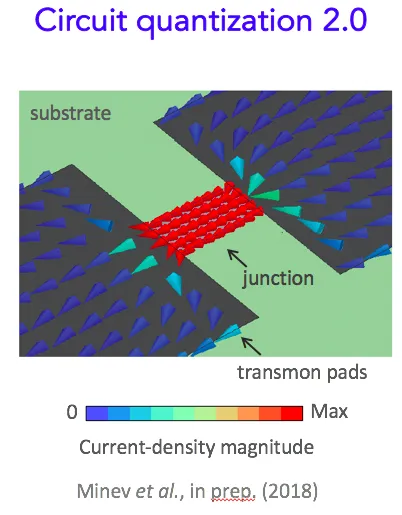 Circuit quantization 2.0
substrate
junction
transmon pads
0 Max
Current-density magnitude
Minev et al., in prep. (2018)